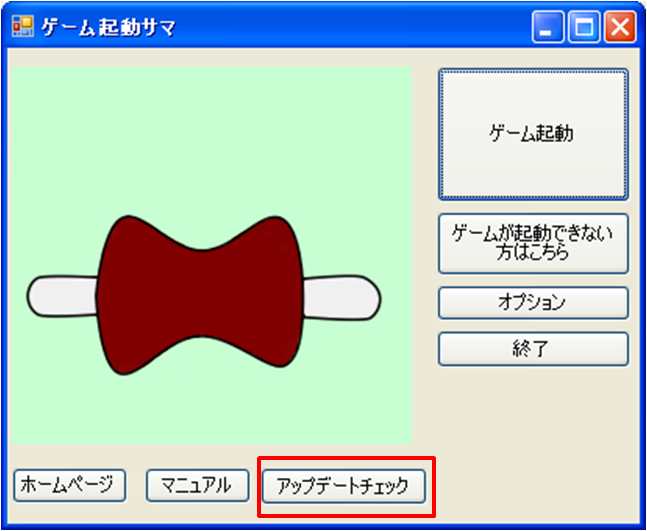 ゲーム起動サマ
ゲーム起動
ゲームが起動できない
方はこちら
オプション
終了
ホームページ
マニュアル
アップデートチェック